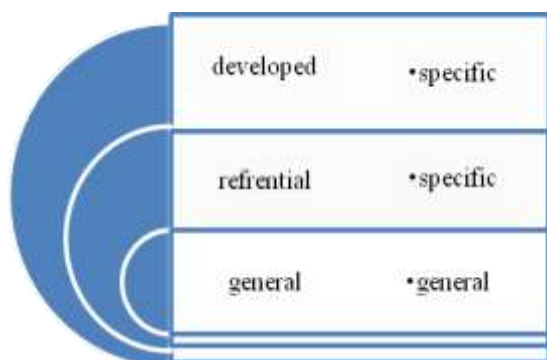 developed •specific
refrential •specific
general •general